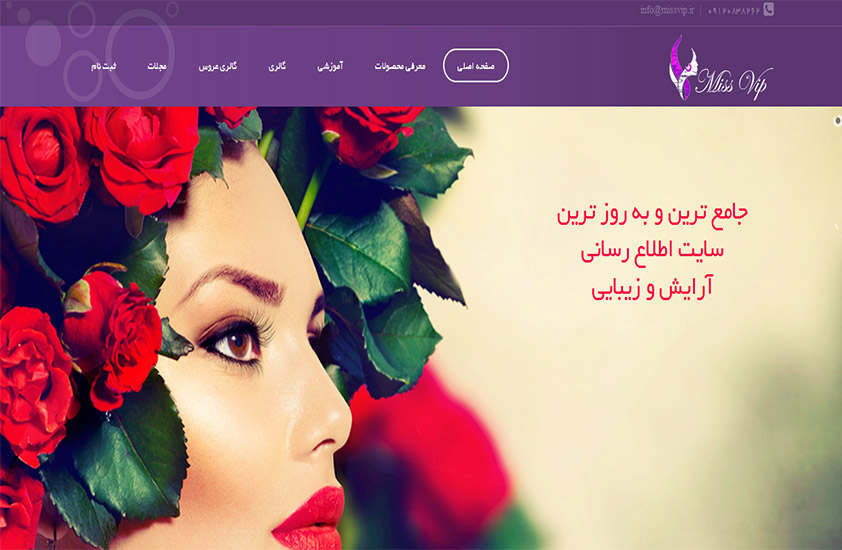 info@missvip.ir | ۰۹۱۲۰۸۳۸۲۶۲
Miss Vip
صفحه اصلی
معرفی محصولات
آموزشی
گالری
گالری عروس
مجلات
ثبت نام
جامع ترین و به روز ترین
سایت اطلاع رسانی
آرایش و زیبایی